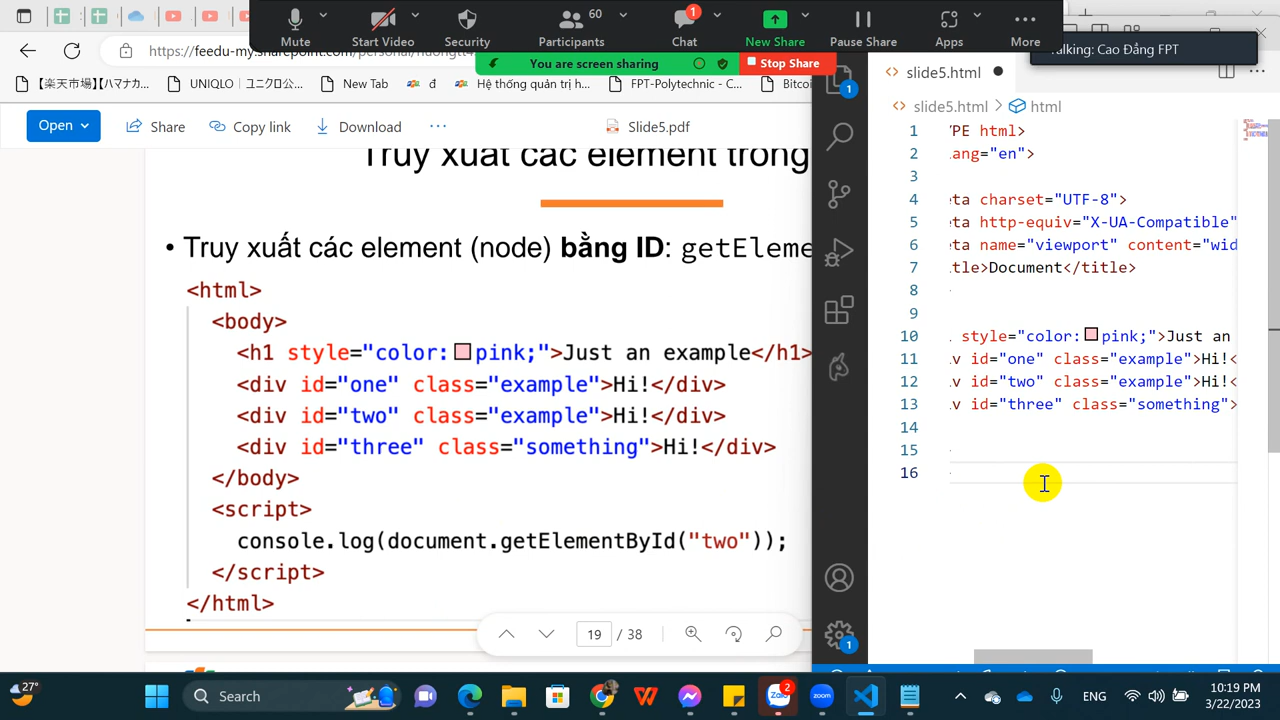 Mute
Start Video
Security
60
Participants
1
Chat
New Share
Pause Share
Apps
More
You are screen sharing
Stop Share
Talking: Cao Đẳng FPT
【楽天市場】【ハマナカ...
UNIQLO｜ユニクロ公...
New Tab
đ
Hệ thống quản trị h...
FPT-Polytechnic - C...
Bitcoi
Open
Share
Copy link
Download
Slide5.pdf
Truy xuất các element trong
• Truy xuất các element (node) bằng ID: getEleme
<html>
<body>
<h1 style="color: pink;">Just an example</h1>
<div id="one" class="example">Hi!</div>
<div id="two" class="example">Hi!</div>
<div id="three" class="something">Hi!</div>
</body>
<script>
console.log(document.getElementById("two"));
</script>
</html>
19 / 38
slide5.html
slide5.html > html
1 PE html>
2 ang="en">
3
4 eta charset="UTF-8">
5 eta http-equiv="X-UA-Compatible"
6 eta name="viewport" content="wid
7 tle>Document</title>
8
9
10 style="color: pink;">Just an
11 v id="one" class="example">Hi!<
12 v id="two" class="example">Hi!<
13 v id="three" class="something">
14
15
16
1
1
27°
Search
2
ENG
10:19 PM
3/22/2023